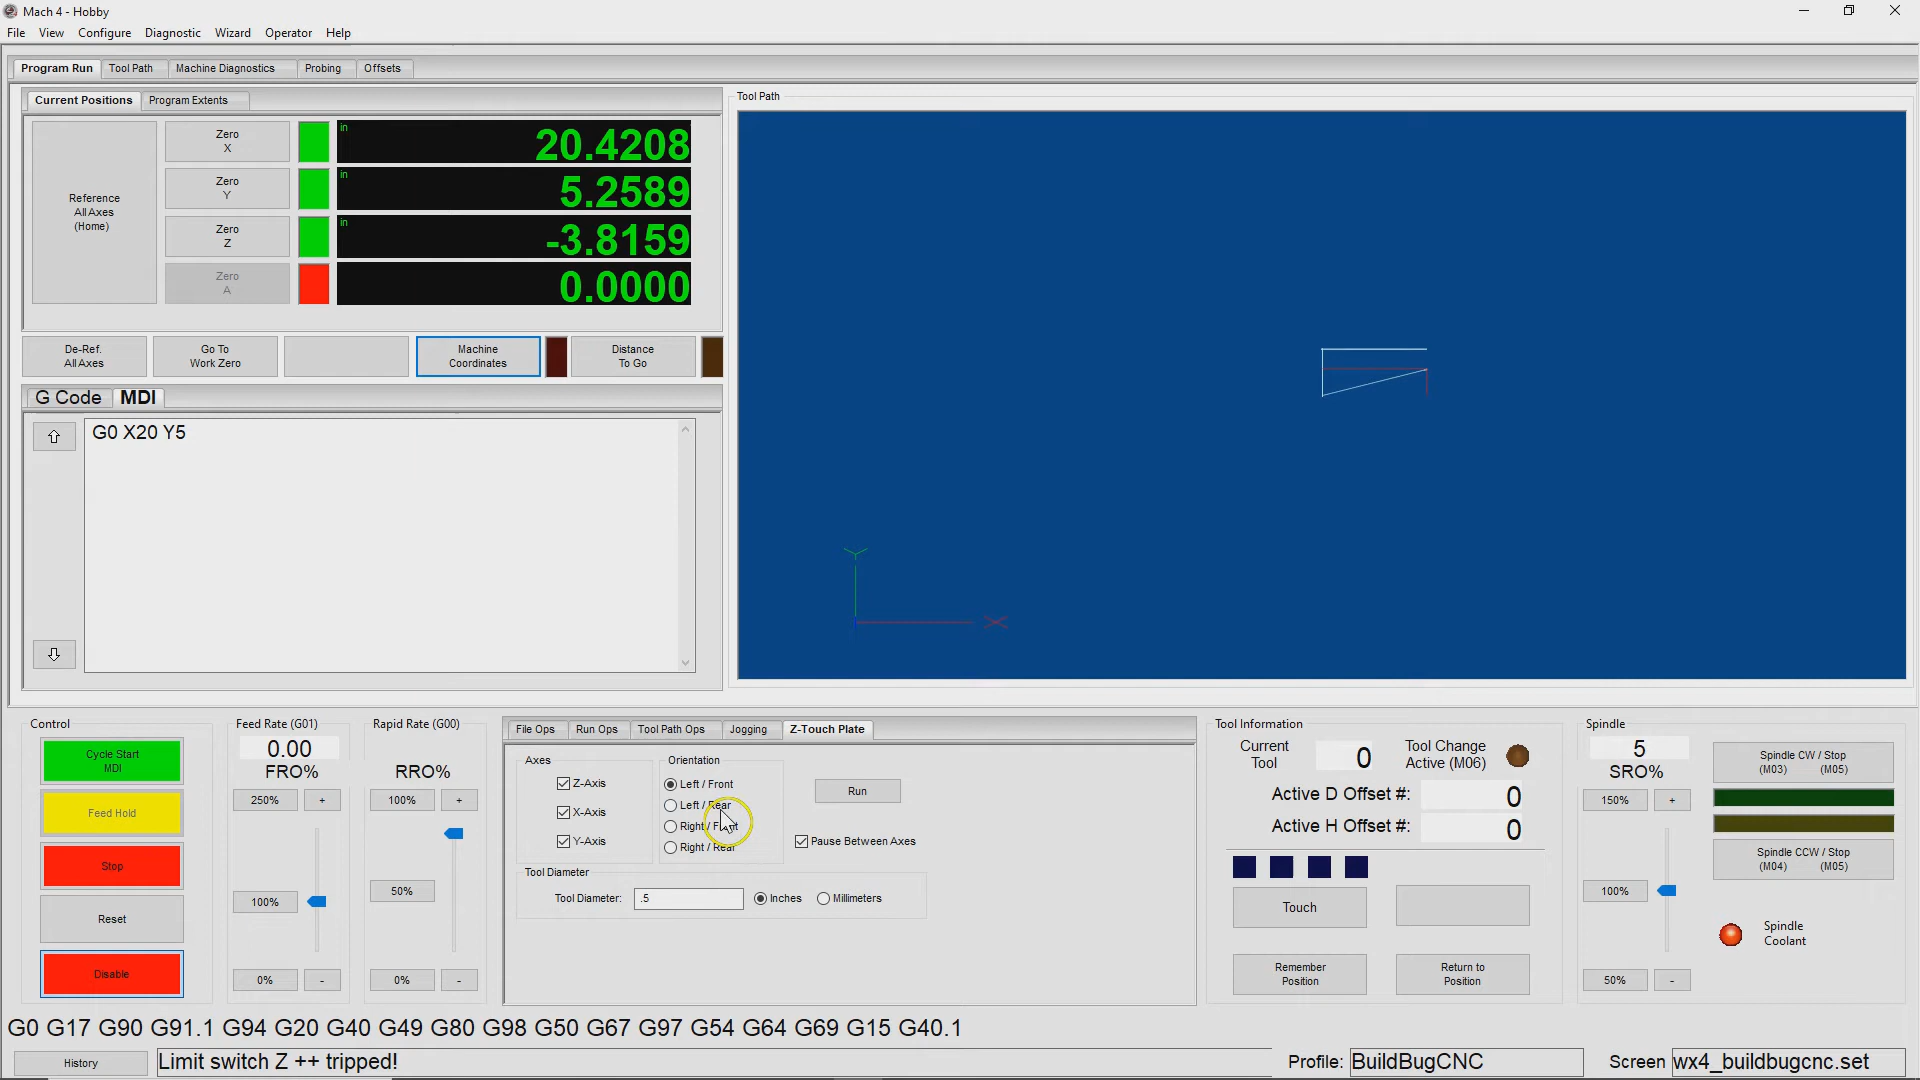 Mach 4 - Hobby
File View Configure Diagnostic Wizard Operator Help
Program Run Tool Path Machine Diagnostics Probing Offsets
Current Positions Program Extents
Reference
All Axes
(Home)
Zero
X
in
20.4208
Zero
Y
in
5.2589
Zero
Z
in
-3.8159
Zero
A
0.0000
De-Ref.
All Axes
Go To
Work Zero
Machine
Coordinates
Distance
To Go
G Code MDI
G0 X20 Y5
Tool Path
Control
Cycle Start
MDI
Feed Hold
Stop
Reset
Disable
Feed Rate (G01)
0.00
FRO%
250% +
100%
0% -
Rapid Rate (G00)
RRO%
100% +
50%
0% -
File Ops Run Ops Tool Path Ops Jogging Z-Touch Plate
Axes
Z-Axis
X-Axis
Y-Axis
Orientation
Left / Front
Left / Rear
Right / Front
Right / Rear
Run
Pause Between Axes
Tool Diameter
Tool Diameter: .5 Inches Millimeters
Tool Information
Current
Tool
0
Tool Change
Active (M06)
Active D Offset #: 0
Active H Offset #: 0
Touch
Remember
Position
Return to
Position
Spindle
5
SRO%
150% +
100%
50% -
Spindle CW / Stop
(M03) (M05)
Spindle CCW / Stop
(M04) (M05)
Spindle
Coolant
G0 G17 G90 G91.1 G94 G20 G40 G49 G80 G98 G50 G67 G97 G54 G64 G69 G15 G40.1
History Limit switch Z ++ tripped! Profile: BuildBugCNC Screen wx4_buildbugcnc.set